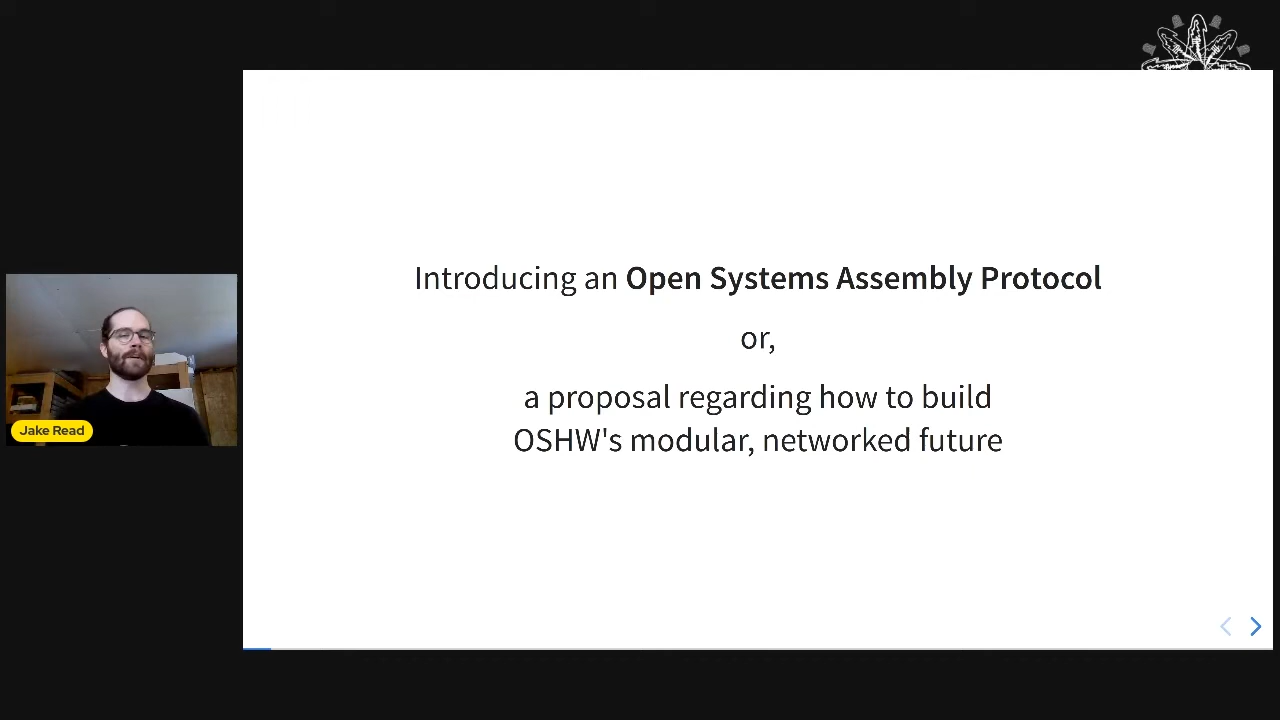 Introducing an Open Systems Assembly Protocol
or,
a proposal regarding how to build
OSHW's modular, networked future
Jake Read